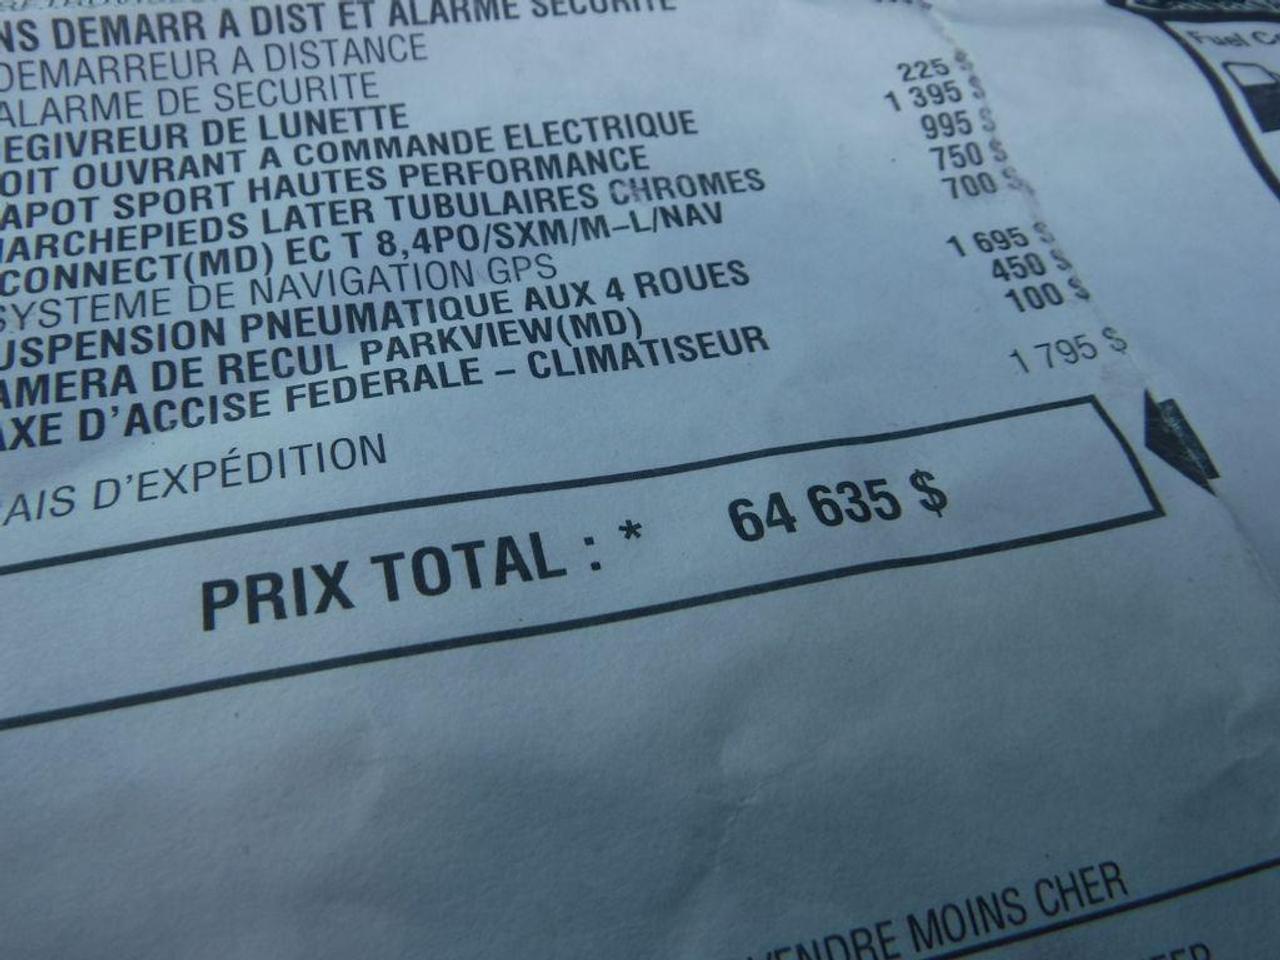 NS DEMARR A DIST ET ALARME SECURITE
DEMARREUR A DISTANCE
ALARME DE SECURITE
EGIVREUR DE LUNETTE 225 $
OIT OUVRANT A COMMANDE ELECTRIQUE 1 395 $
APOT SPORT HAUTES PERFORMANCE 995 $
ARCHEPIEDS LATER TUBULAIRES CHROMES 750 $
CONNECT(MD) EC T 8,4PO/SXM/M-L/NAV 700 $
SYSTEME DE NAVIGATION GPS
USPENSION PNEUMATIQUE AUX 4 ROUES 1 695 $
AMERA DE RECUL PARKVIEW(MD) 450 $
AXE D'ACCISE FEDERALE - CLIMATISEUR 100 $
AIS D'EXPÉDITION 1 795 $
PRIX TOTAL : * 64 635 $
Fuel Co
VENDRE MOINS CHER